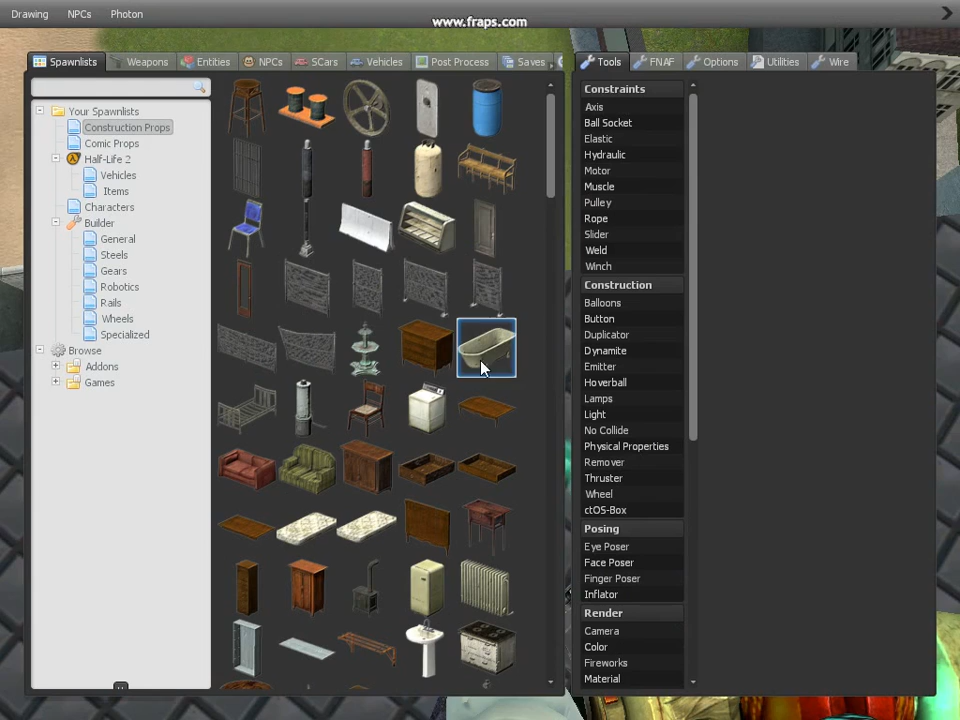 Drawing NPCs Photon
www.fraps.com
Spawnlists Weapons Entities NPCs SCars Vehicles Post Process Saves
Tools FNAF Options Utilities Wire
Your Spawnlists
Construction Props
Comic Props
Half-Life 2
Vehicles
Items
Characters
Builder
General
Steels
Gears
Robotics
Rails
Wheels
Specialized
Browse
Addons
Games
Constraints
Axis
Ball Socket
Elastic
Hydraulic
Motor
Muscle
Pulley
Rope
Slider
Weld
Winch
Construction
Balloons
Button
Duplicator
Dynamite
Emitter
Hoverball
Lamps
Light
No Collide
Physical Properties
Remover
Thruster
Wheel
ctOS-Box
Posing
Eye Poser
Face Poser
Finger Poser
Inflator
Render
Camera
Color
Fireworks
Material